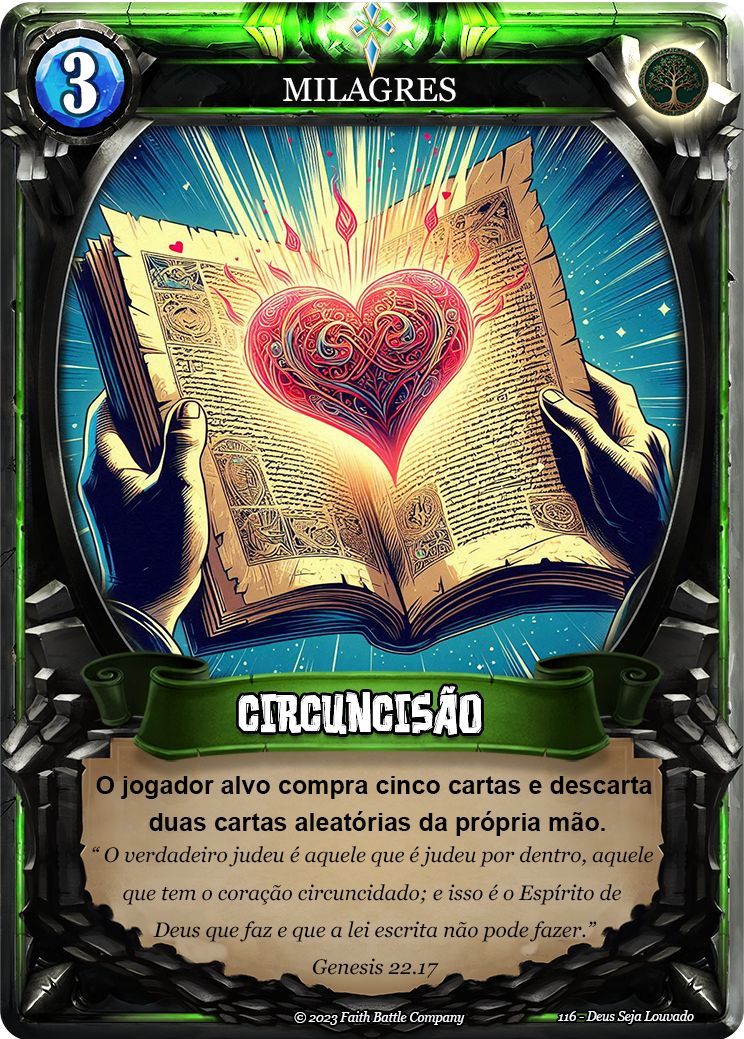 3
MILAGRES
CIRCUNCISÃO
O jogador alvo compra cinco cartas e descarta
duas cartas aleatórias da própria mão.
“ O verdadeiro judeu é aquele que é judeu por dentro, aquele
que tem o coração circuncidado; e isso é o Espírito de
Deus que faz e que a lei escrita não pode fazer.”
Genesis 22.17
© 2023 Faith Battle Company
116 - Deus Seja Louvado